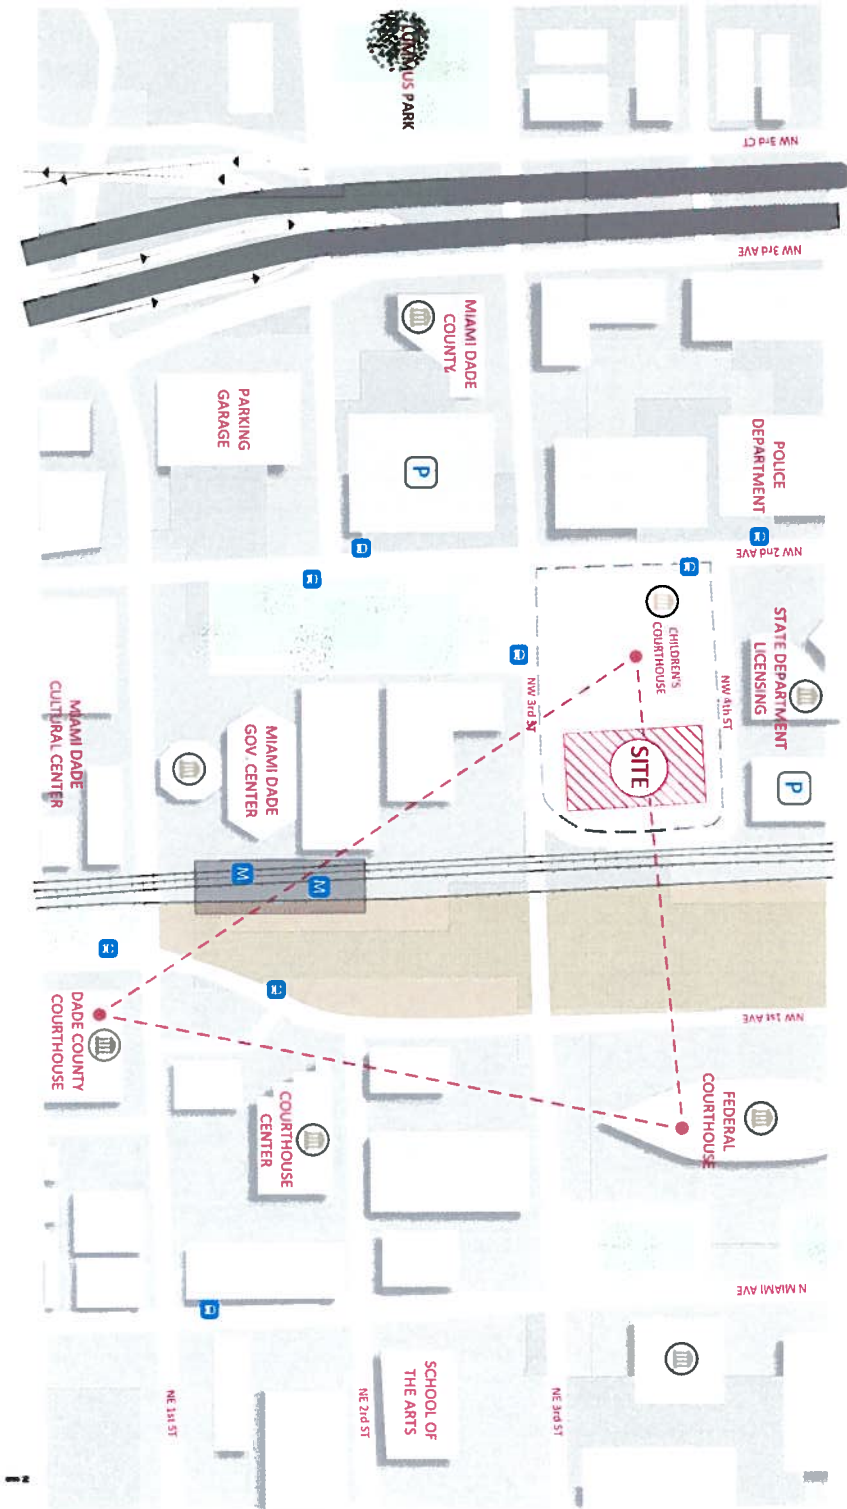 LUMMUS PARK
NW 3rd CT
NW 3rd AVE
MIAMI DADE
COUNTY
PARKING
GARAGE
P
POLICE
DEPARTMENT
NW 2nd AVE
STATE DEPARTMENT
LICENSING
P
CHILDREN'S
COURTHOUSE
NW 4th ST
NW 3rd ST
SITE
MIAMI DADE
GOV. CENTER
MIAMI DADE
CULTURAL CENTER
M
M
NW 1st AVE
DADE COUNTY
COURTHOUSE
FEDERAL
COURTHOUSE
COURTHOUSE
CENTER
N MIAMI AVE
SCHOOL OF
THE ARTS
NE 1st ST
NE 2rd ST
NE 3rd ST